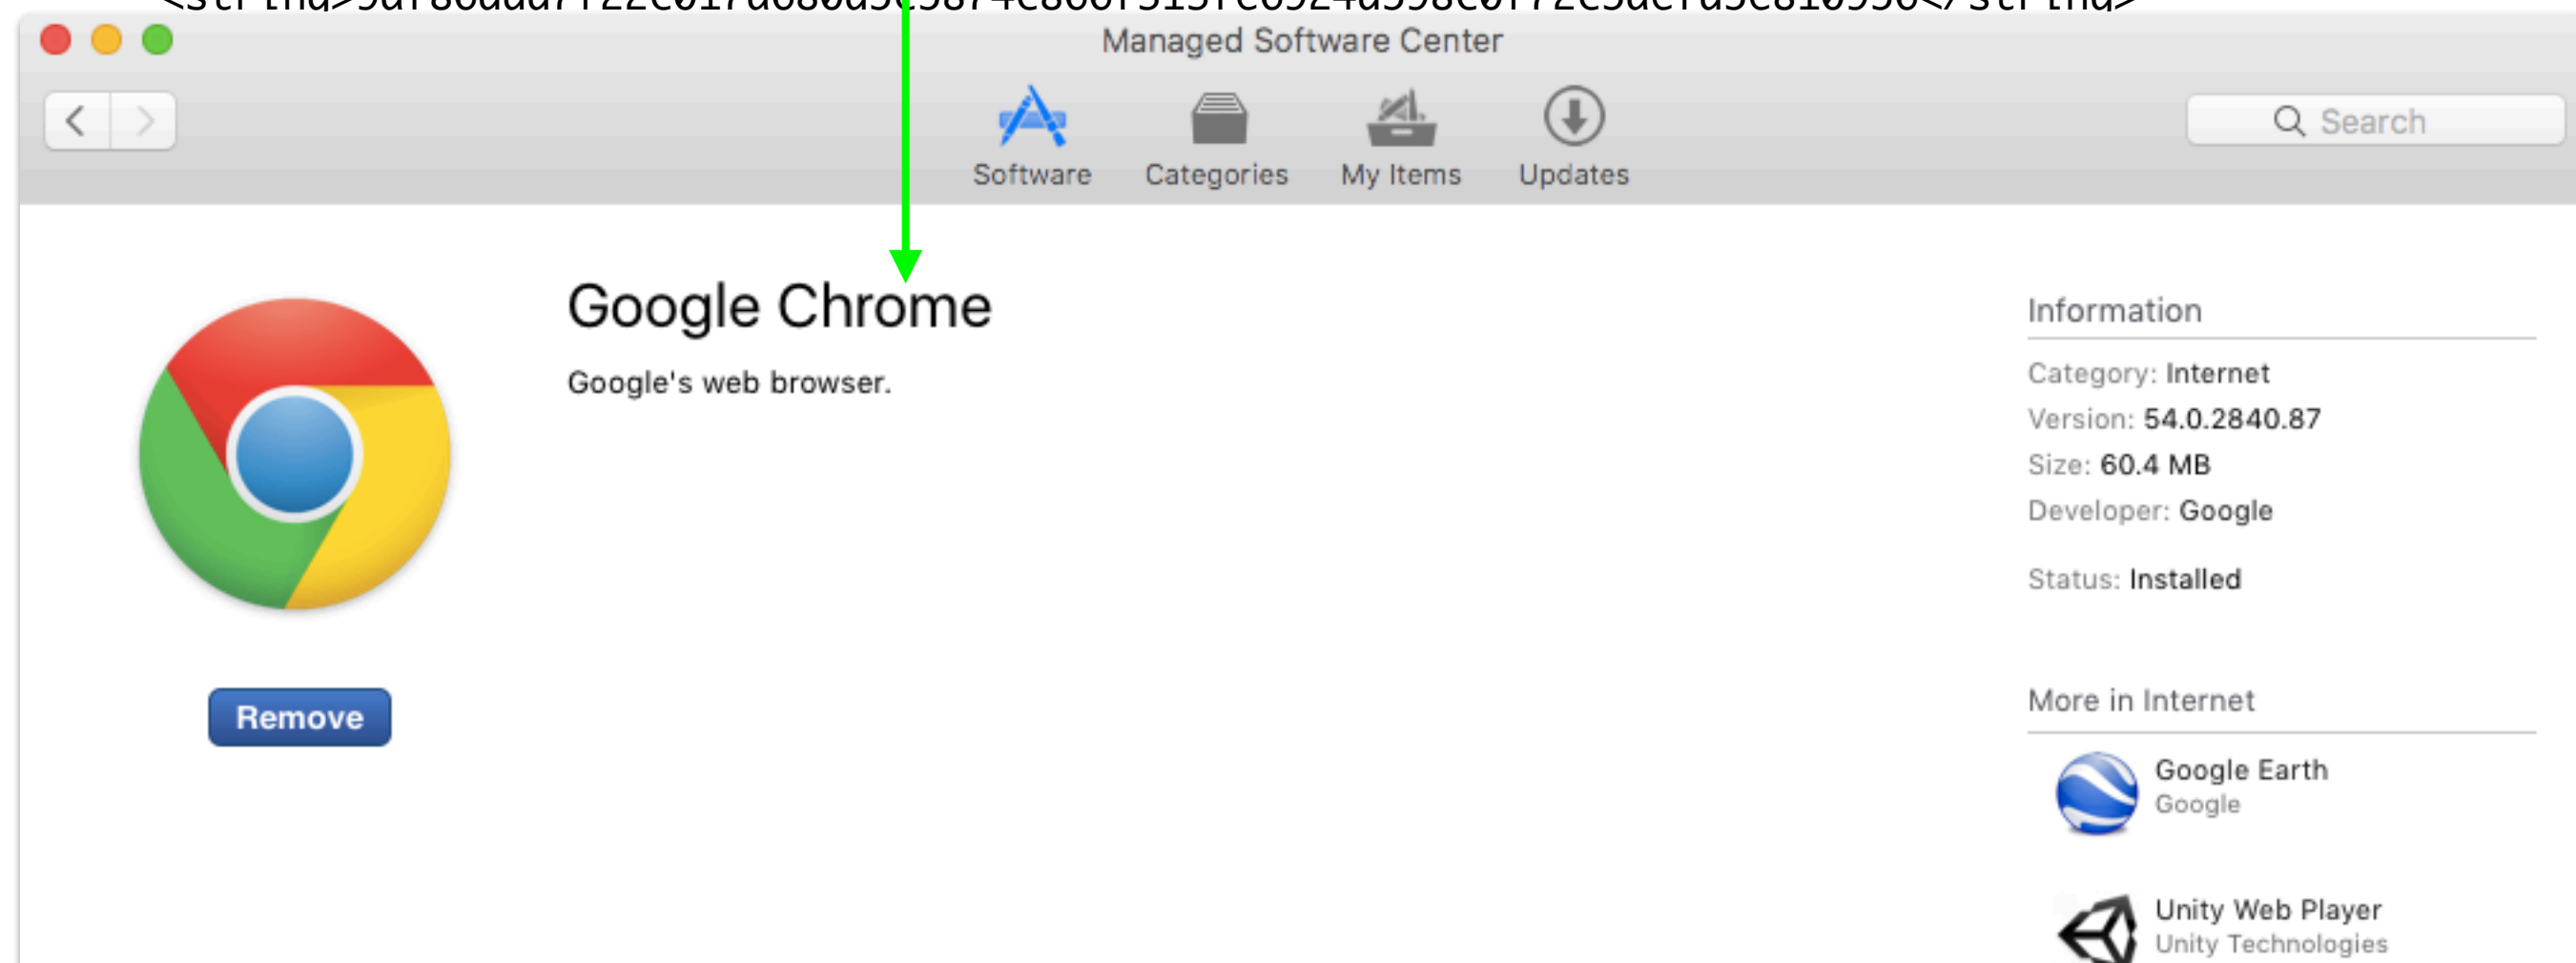 Managed Software Center
Software
Categories
My Items
Updates
Search
Google Chrome
Google's web browser.
Remove
Information
Category: Internet
Version: 54.0.2840.87
Size: 60.4 MB
Developer: Google
Status: Installed
More in Internet
Google Earth
Google
Unity Web Player
Unity Technologies